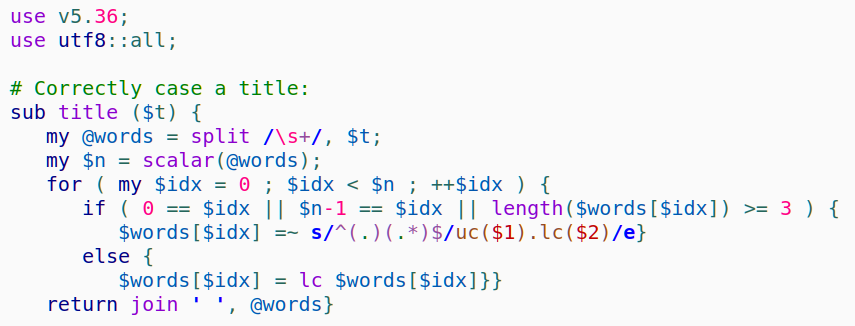 use v5.36;
use utf8::all;

# Correctly case a title:
sub title ($t) {
   my @words = split /\s+/, $t;
   my $n = scalar(@words);
   for ( my $idx = 0 ; $idx < $n ; ++$idx ) {
      if ( 0 == $idx || $n-1 == $idx || length($words[$idx]) >= 3 ) {
         $words[$idx] =~ s/^(.)(.*)$/uc($1).lc($2)/e}
      else {
         $words[$idx] = lc $words[$idx]}}
   return join ' ', @words}